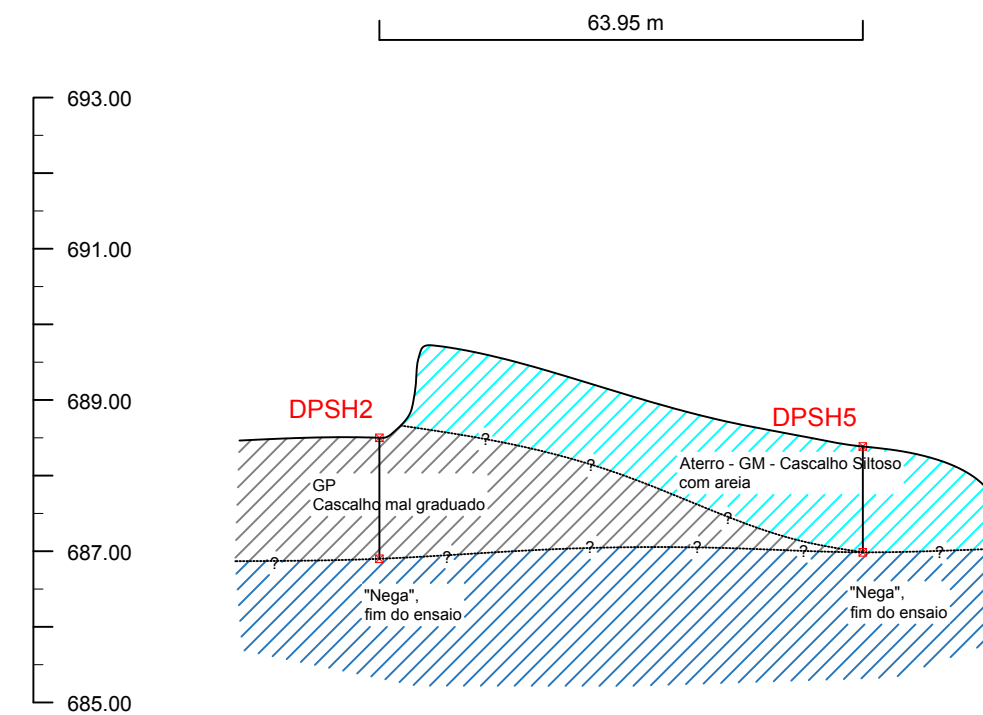 63.95 m
693.00
691.00
689.00
687.00
685.00
DPSH2
DPSH5
?
?
Aterro - GM - Cascalho Siltoso
com areia
GP
Cascalho mal graduado
?
?
?
?
?
?
?
"Nega",
fim do ensaio
"Nega",
fim do ensaio